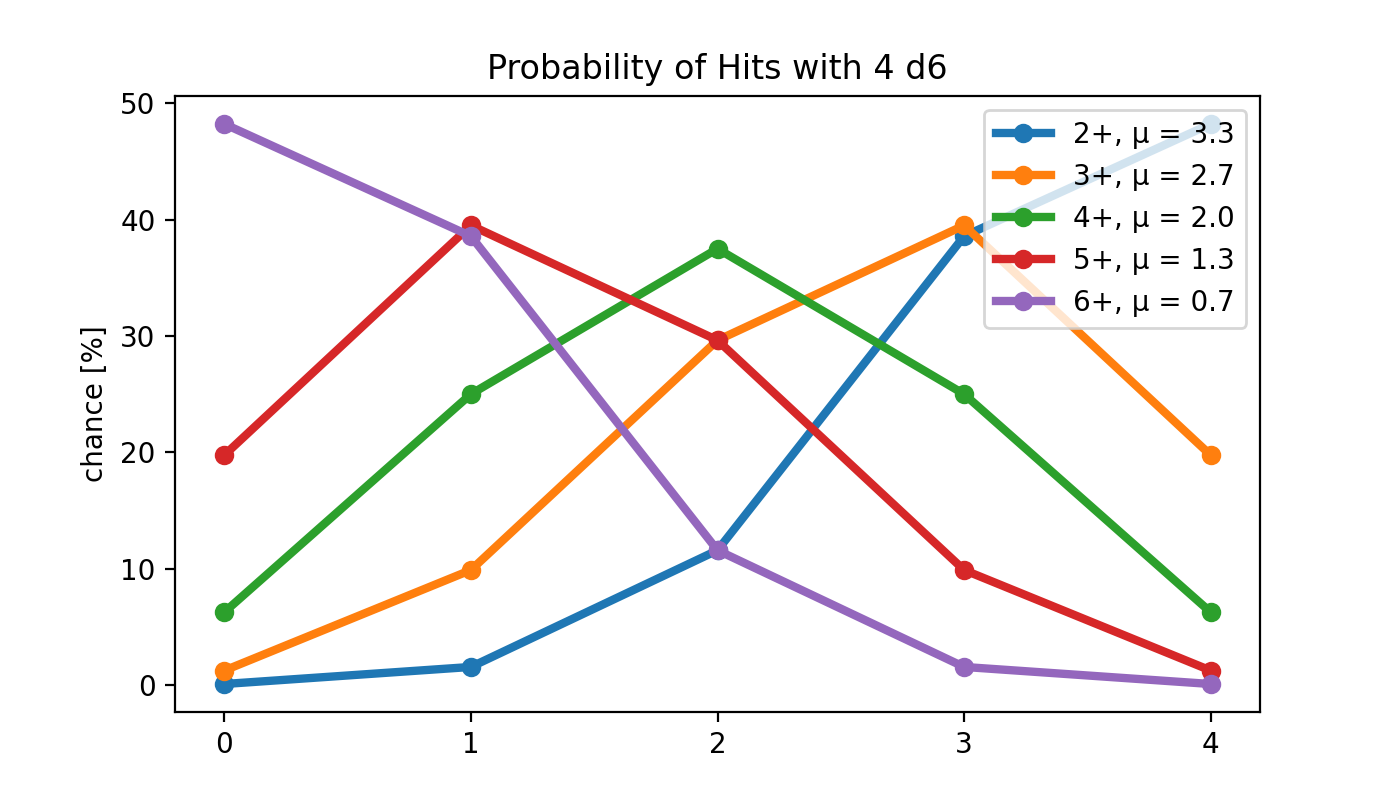 Probability of Hits with 4 d6
50
40
30
20
10
0
chance [%]
2+, µ = 3.3
3+, µ = 2.7
4+, µ = 2.0
5+, µ = 1.3
6+, µ = 0.7
0 1 2 3 4